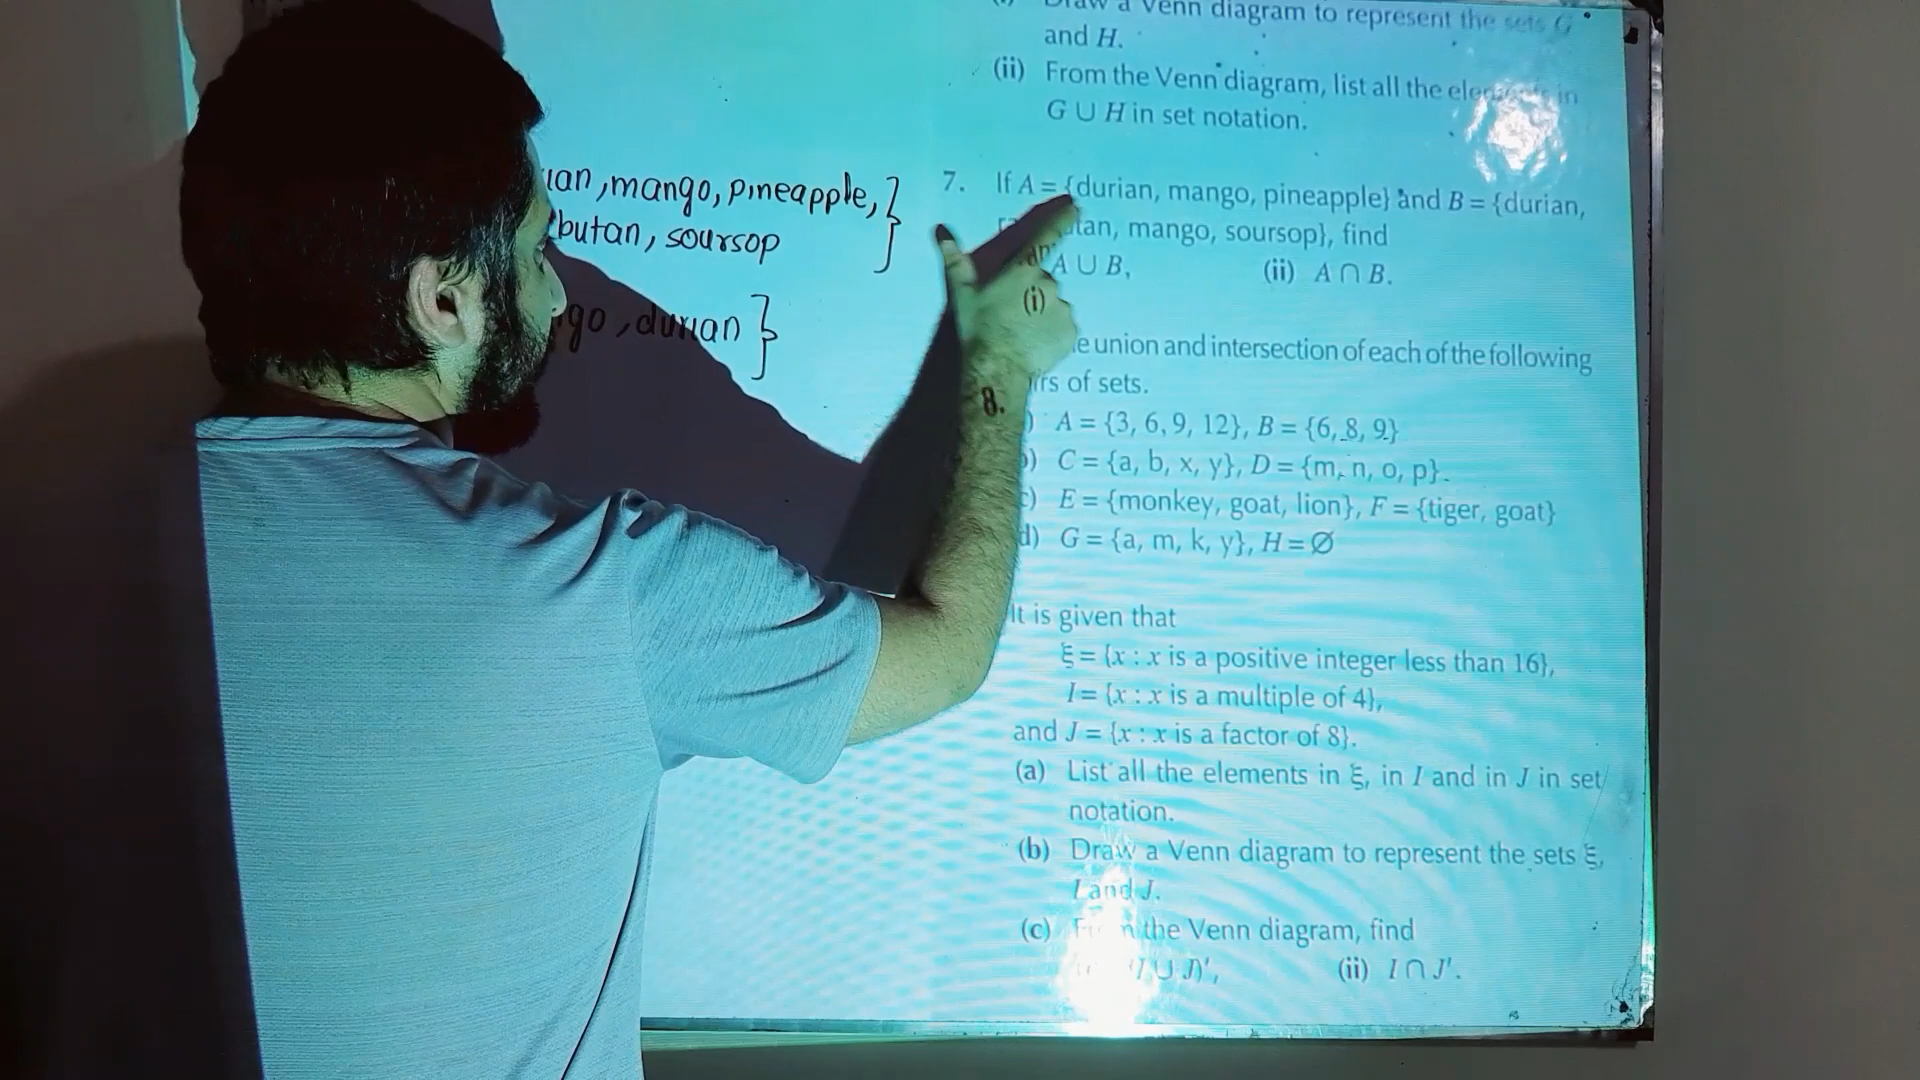 Draw a Venn diagram to represent the sets G
and H.
(ii) From the Venn diagram, list all the elements in
G ∪ H in set notation.
,mango, pineapple, }
butan, soursop
,durian }
7. If A = {durian, mango, pineapple} and B = {durian,
tan, mango, soursop}, find
(i) A ∪ B, (ii) A ∩ B.
8. union and intersection of each of the following
of sets.
A = {3, 6, 9, 12}, B = {6, 8, 9}
C = {a, b, x, y}, D = {m, n, o, p}
E = {monkey, goat, lion}, F = {tiger, goat}
d) G = {a, m, k, y}, H = Ø
It is given that
ξ = {x : x is a positive integer less than 16},
I = {x : x is a multiple of 4},
and J = {x : x is a factor of 8}.
(a) List all the elements in ξ, in I and in J in set
notation.
(b) Draw a Venn diagram to represent the sets ξ,
I and J.
(c) the Venn diagram, find
I ∪ J)', (ii) I ∩ J'.